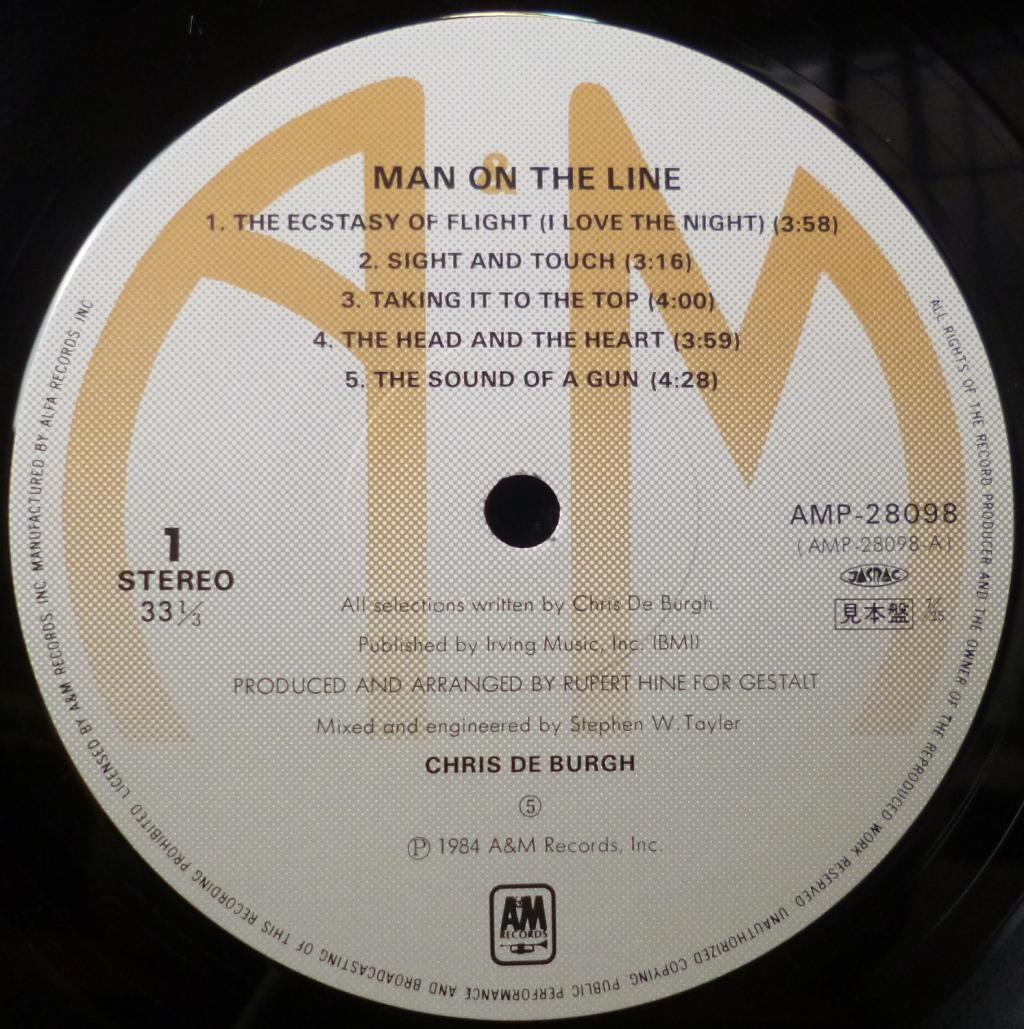 &
MAN ON THE LINE
1. THE ECSTASY OF FLIGHT (I LOVE THE NIGHT) (3:58)
2. SIGHT AND TOUCH (3:16)
3. TAKING IT TO THE TOP (4:00)
4. THE HEAD AND THE HEART (3:59)
5. THE SOUND OF A GUN (4:28)
1
STEREO
33 1/3
AMP-28098
(AMP-28098-A)
JASRAC
見本盤
All selections written by Chris De Burgh.
Published by Irving Music, Inc. (BMI)
PRODUCED AND ARRANGED BY RUPERT HINE FOR GESTALT
Mixed and engineered by Stephen W. Tayler
CHRIS DE BURGH
⑤
Ⓟ 1984 A&M Records, Inc.
A&M
RECORDS
ALL RIGHTS OF THE RECORD PRODUCER AND THE OWNER OF THE REPRODUCED WORK RESERVED. UNAUTHORIZED COPYING. PUBLIC PERFORMANCE AND BROADCASTING OF THIS RECORDING PROHIBITED LICENSED BY A&M RECORDS INC MANUFACTURED BY ALFA RECORDS INC